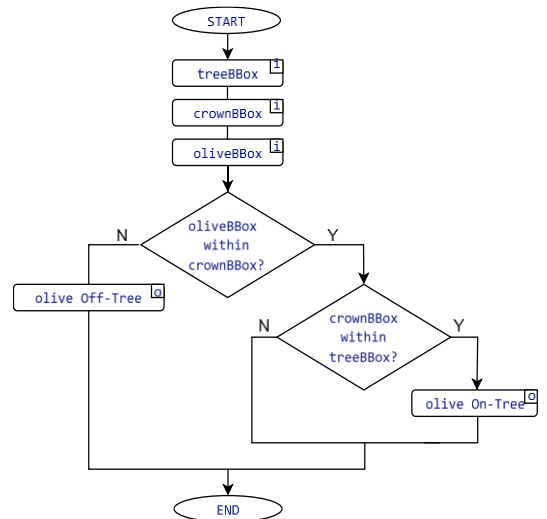 START
treeBBox i
crownBBox i
oliveBBox i
N
oliveBBox
within
crownBBox?
Y
olive Off-Tree o
N
crownBBox
within
treeBBox?
Y
olive On-Tree o
END